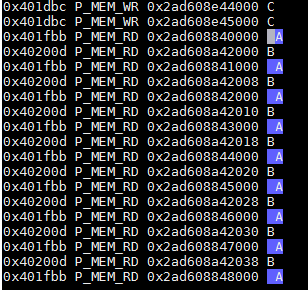 0x401dbc P_MEM_WR 0x2ad608e44000 C
0x401dbc P_MEM_WR 0x2ad608e45000 C
0x401fbb P_MEM_RD 0x2ad608840000 A
0x40200d P_MEM_RD 0x2ad608a42000 B
0x401fbb P_MEM_RD 0x2ad608841000 A
0x40200d P_MEM_RD 0x2ad608a42008 B
0x401fbb P_MEM_RD 0x2ad608842000 A
0x40200d P_MEM_RD 0x2ad608a42010 B
0x401fbb P_MEM_RD 0x2ad608843000 A
0x40200d P_MEM_RD 0x2ad608a42018 B
0x401fbb P_MEM_RD 0x2ad608844000 A
0x40200d P_MEM_RD 0x2ad608a42020 B
0x401fbb P_MEM_RD 0x2ad608845000 A
0x40200d P_MEM_RD 0x2ad608a42028 B
0x401fbb P_MEM_RD 0x2ad608846000 A
0x40200d P_MEM_RD 0x2ad608a42030 B
0x401fbb P_MEM_RD 0x2ad608847000 A
0x40200d P_MEM_RD 0x2ad608a42038 B
0x401fbb P_MEM_RD 0x2ad608848000 A